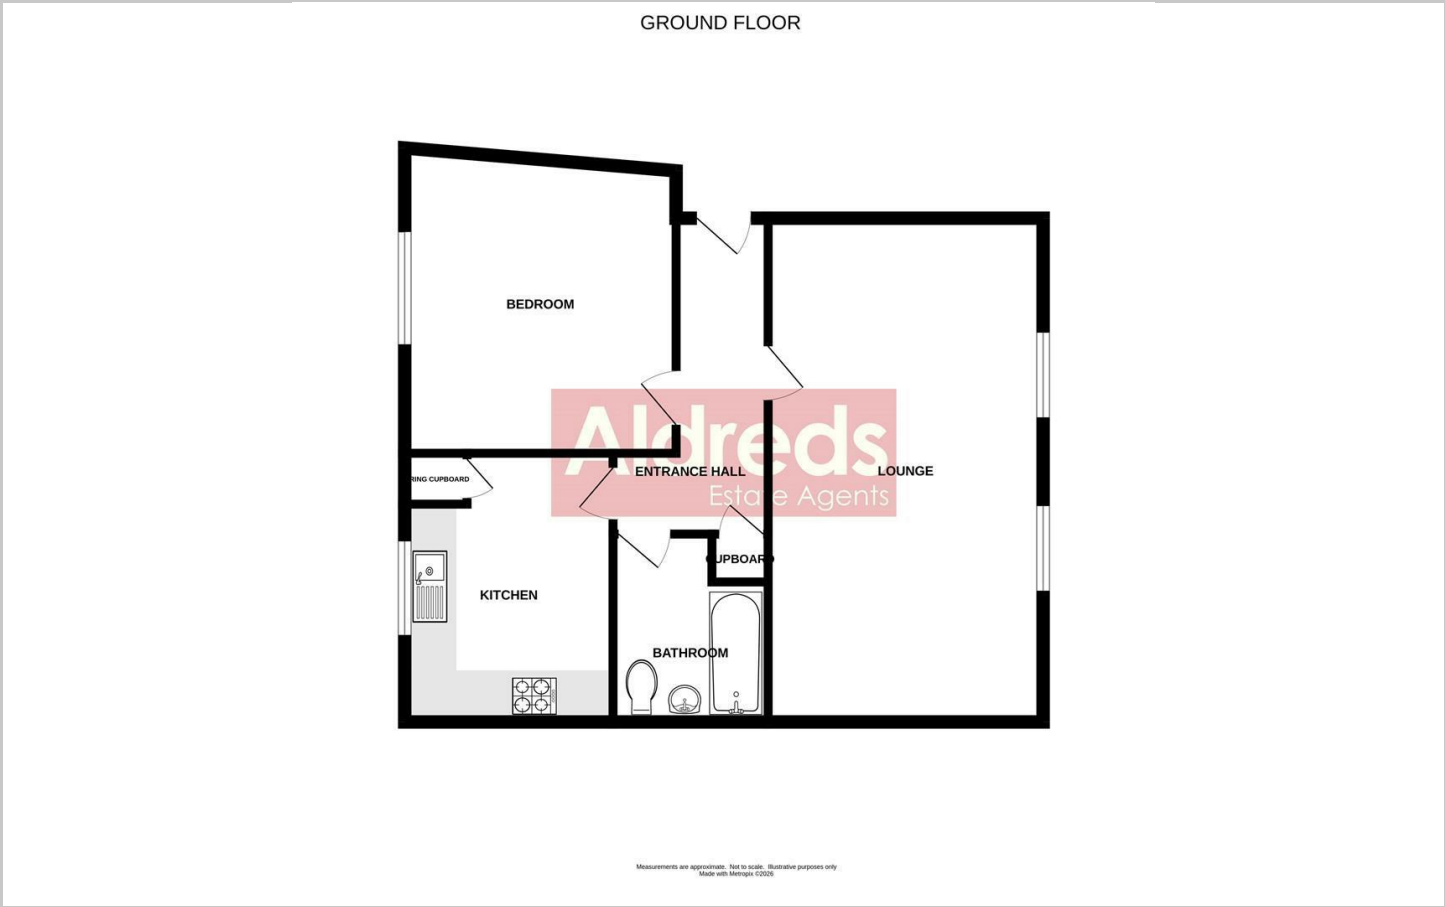 GROUND FLOOR
BEDROOM
Aldreds
Estate Agents
ENTRANCE HALL
LOUNGE
RING CUPBOARD
CUPBOARD
KITCHEN
BATHROOM
Measurements are approximate. Not to scale. Illustrative purposes only
Made with Metropix ©2026